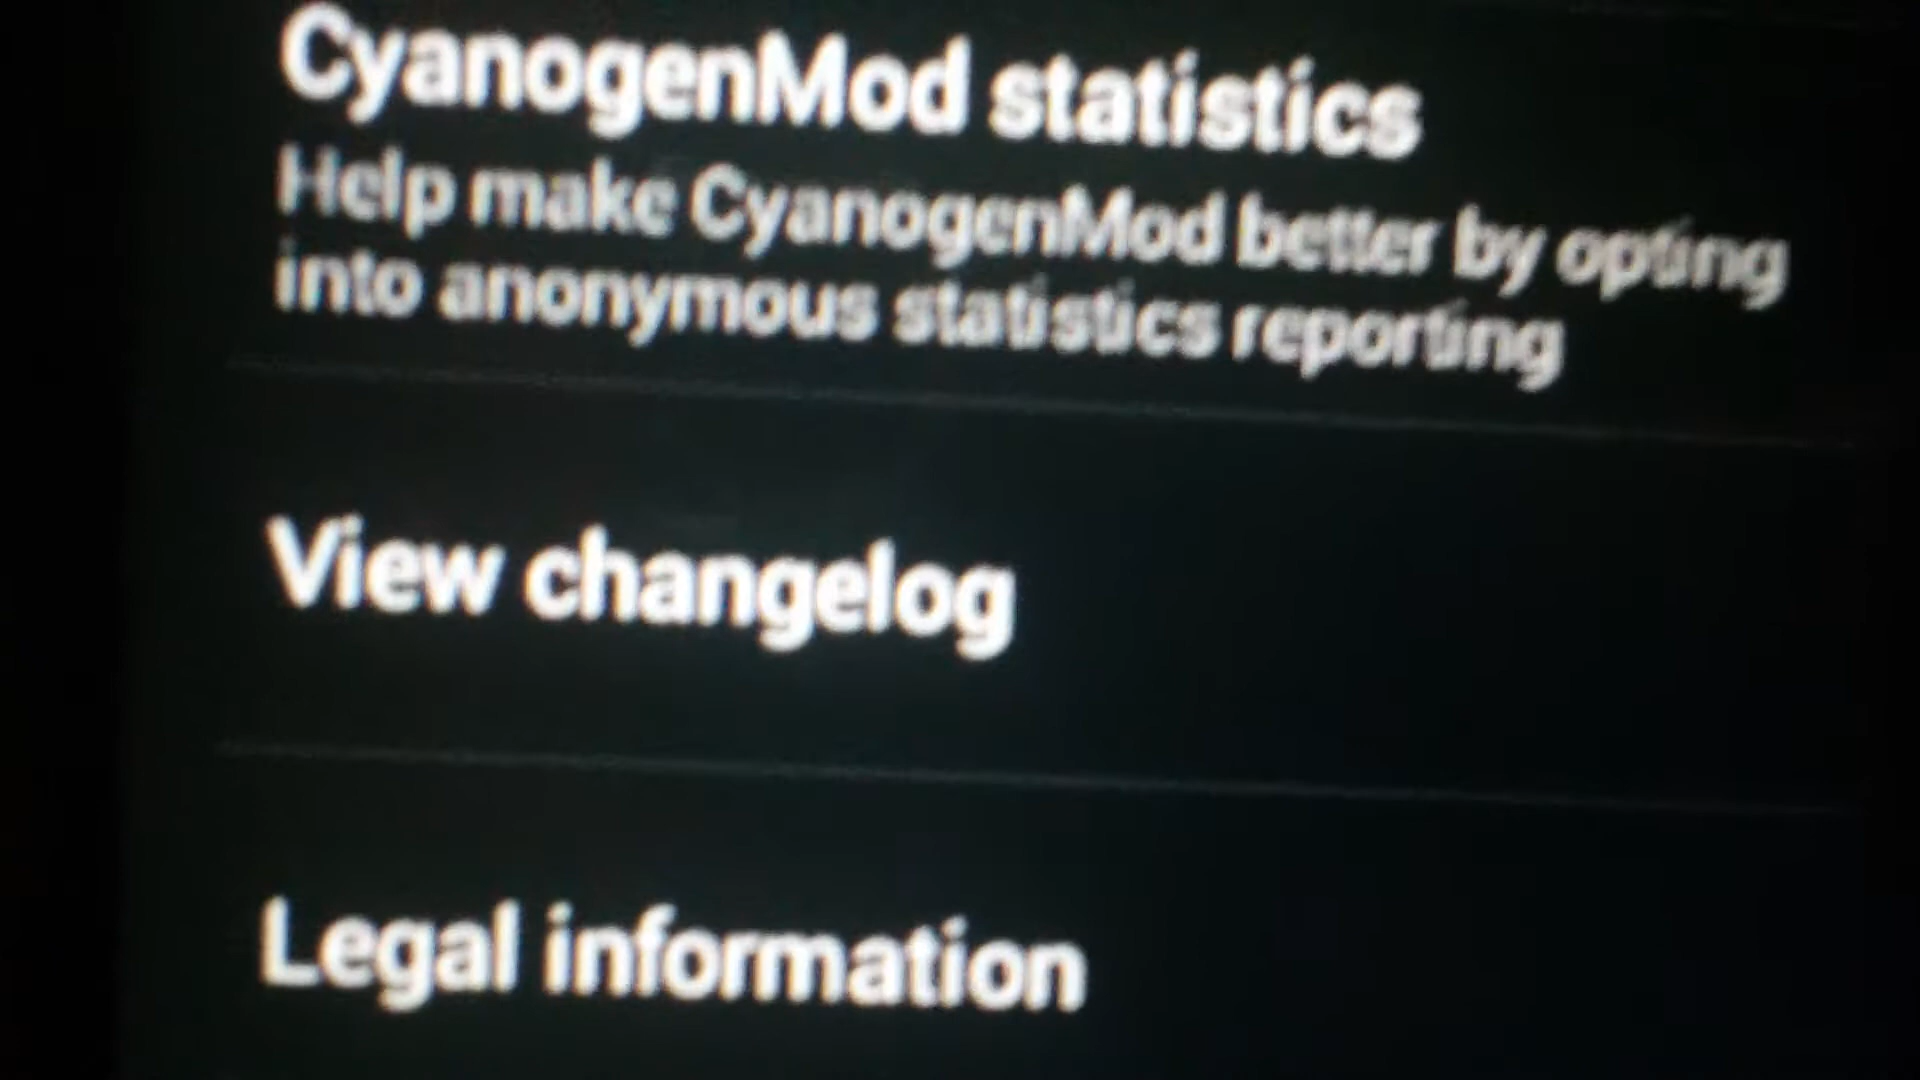 CyanogenMod statistics
Help make CyanogenMod better by opting
into anonymous statistics reporting
View changelog
Legal information